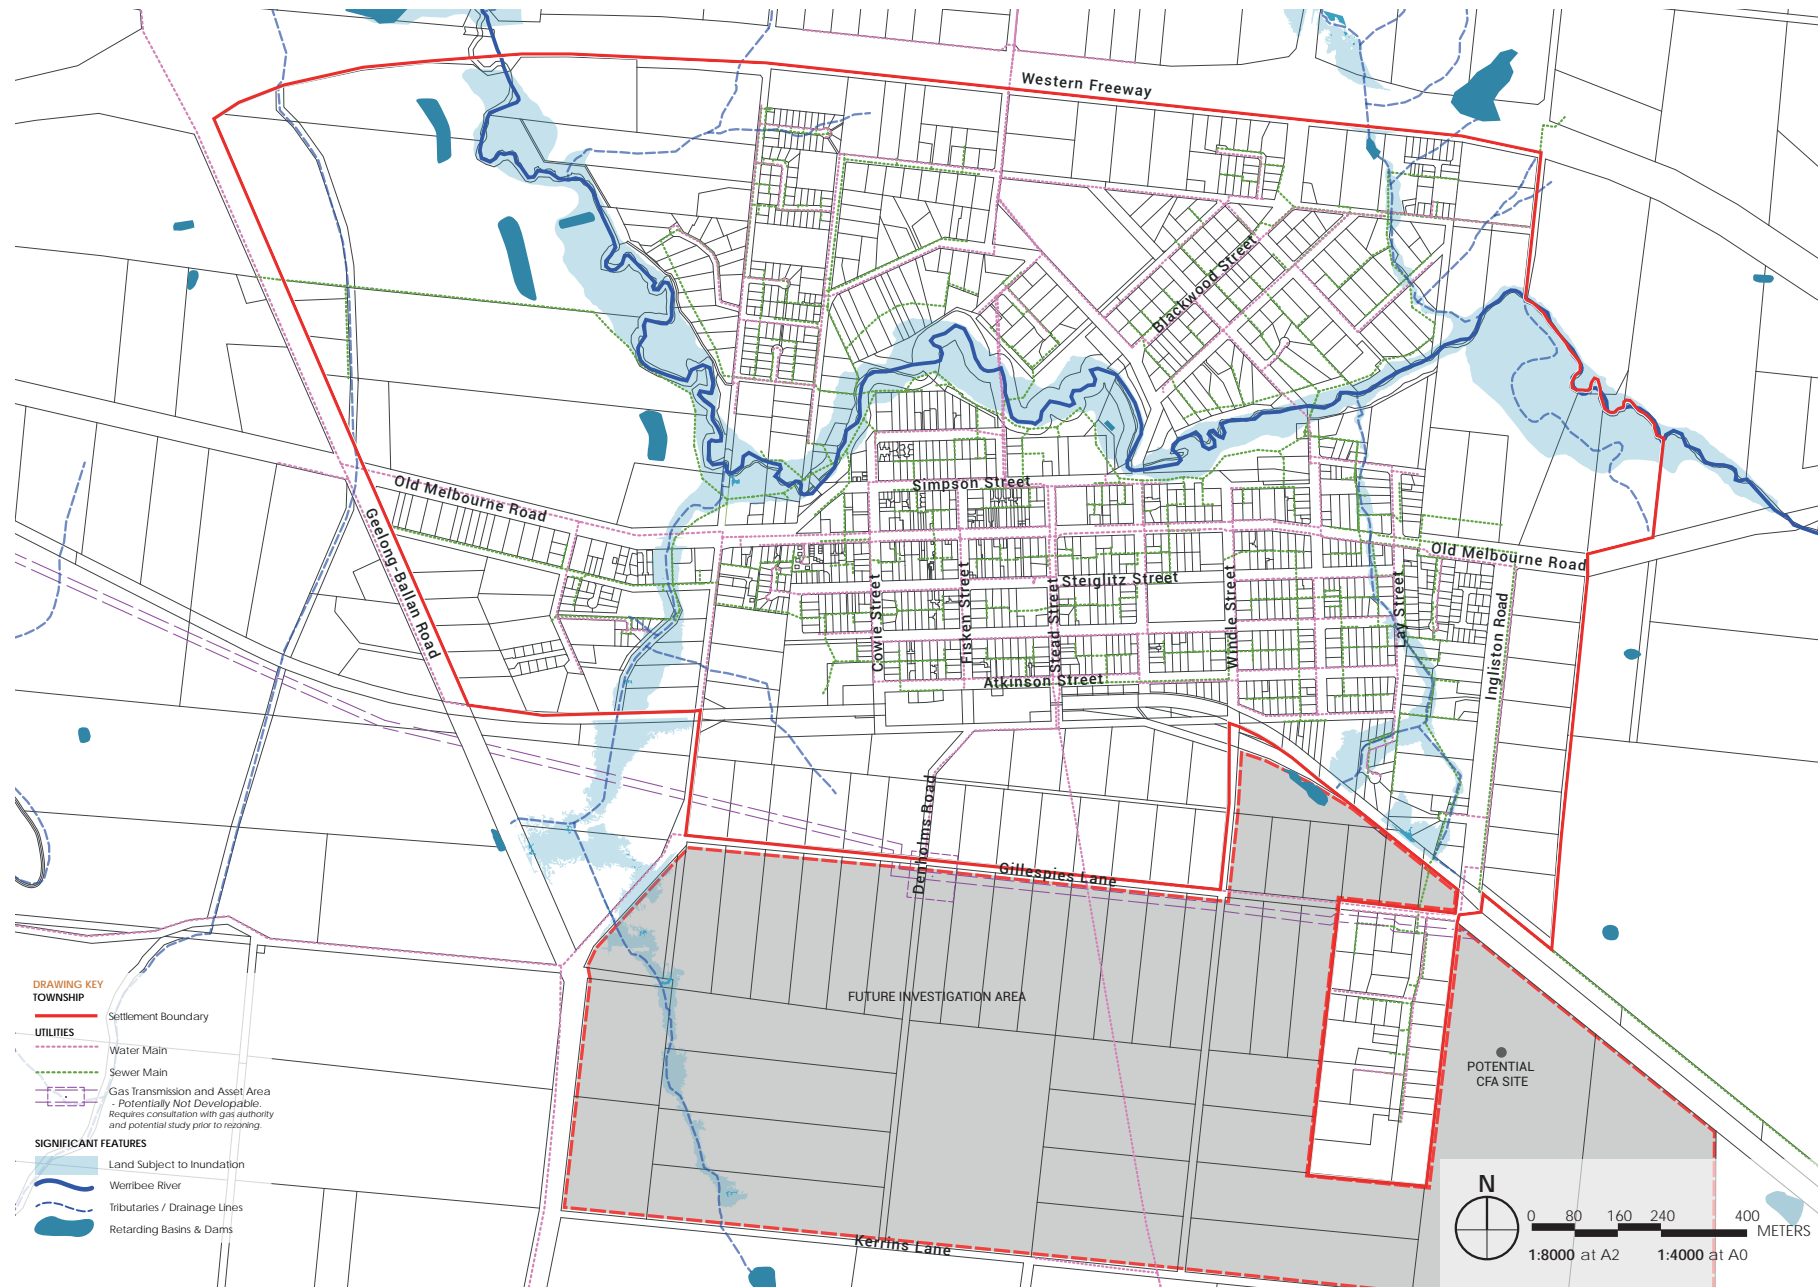 Western Freeway
Blackwood Street
Old Melbourne Road
Simpson Street
Geelong-Ballan Road
Old Melbourne Road
Steiglitz Street
Cowie Street
Fisken Street
Stead Street
Windle Street
Lay Street
Ingliston Road
Atkinson Street
Denholms Road
Gillespies Lane
FUTURE INVESTIGATION AREA
POTENTIAL
CFA SITE
Kerrins Lane
DRAWING KEY
TOWNSHIP
Settlement Boundary
UTILITIES
Water Main
Sewer Main
Gas Transmission and Asset Area
- Potentially Not Developable.
Requires consultation with gas authority
and potential study prior to rezoning.
SIGNIFICANT FEATURES
Land Subject to Inundation
Werribee River
Tributaries / Drainage Lines
Retarding Basins & Dams
N
0 80 160 240 400
METERS
1:8000 at A2 1:4000 at A0